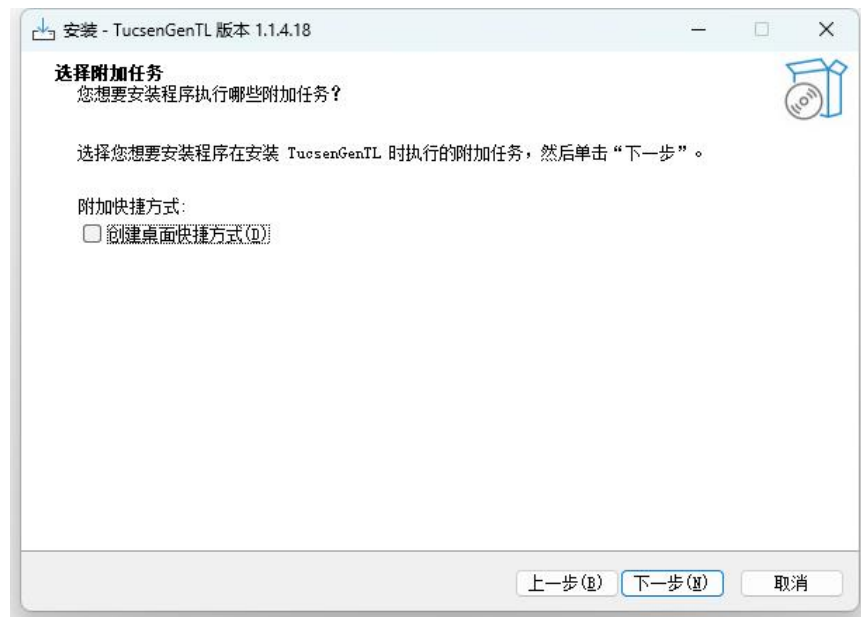 安装 - TucsenGenTL 版本 1.1.4.18
选择附加任务
您想要安装程序执行哪些附加任务？
选择您想要安装程序在安装 TucsenGenTL 时执行的附加任务，然后单击“下一步”。
附加快捷方式:
创建桌面快捷方式(D)
上一步(B) 下一步(N) 取消